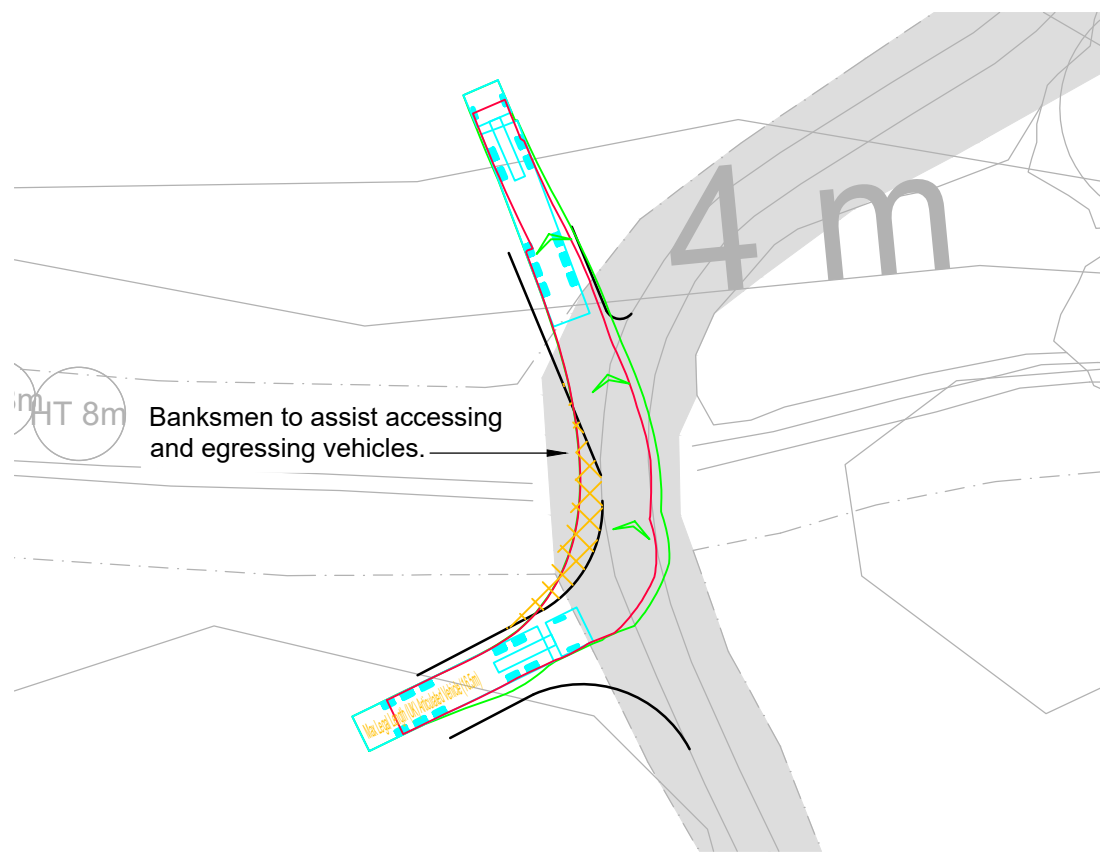 4 m
HT 8m
Banksmen to assist accessing
and egressing vehicles.
Max Legal Length (UK) Articulated Vehicle (16.5m)